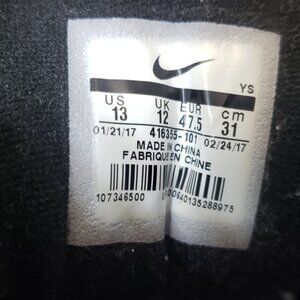 YS
US UK EUR cm
13 12 47.5 31
01/21/17 416355-101 02/24/17
MADE IN CHINA
FABRIQUE EN CHINE
107346500